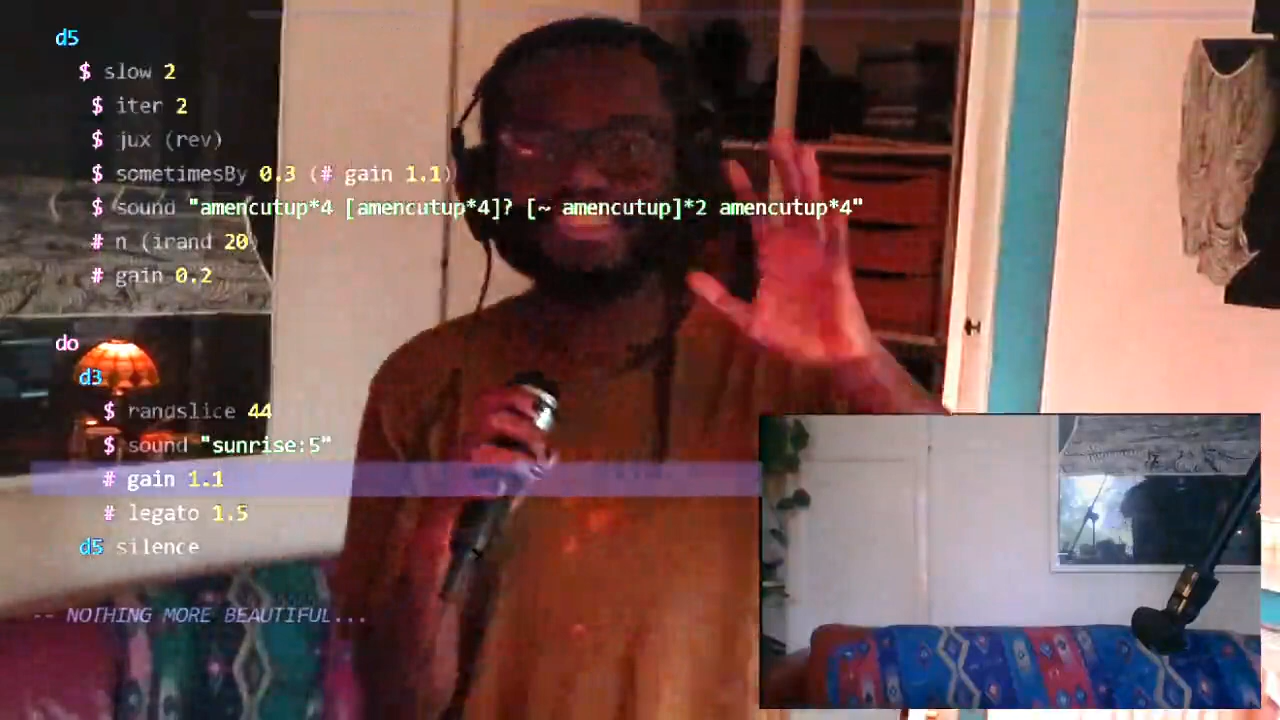 d5
$ slow 2
$ iter 2
$ jux (rev)
$ sometimesBy 0.3 (# gain 1.1)
$ sound "amencutup*4 [amencutup*4]? [~ amencutup]*2 amencutup*4"
# n (irand 20)
# gain 0.2
do
d3
$ randslice 44
$ sound "sunrise:5"
# gain 1.1
# legato 1.5
d5 silence
-- NOTHING MORE BEAUTIFUL...